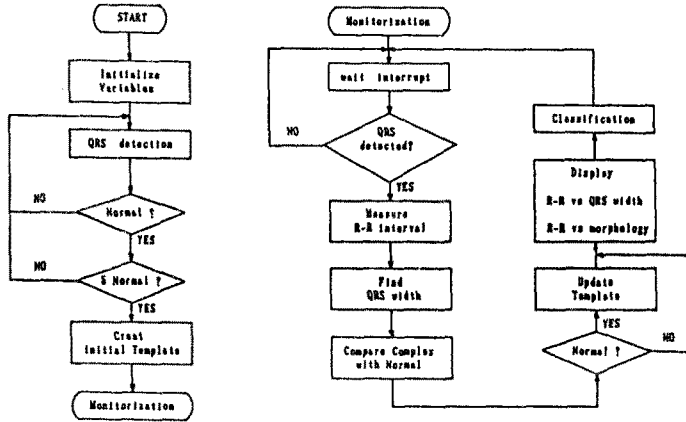 START
Initialize
Variables
QRS detection
NO
Normal ?
YES
NO
5 Normal ?
YES
Creat
initial Template
Monitorization
Monitorization
wait interrupt
NO
QRS
detected?
YES
Measure
R-R interval
Find
QRS width
Compare Complex
with Normal
Classification
Display
R-R vs QRS width
R-R vs morphology
Update
Template
YES
NO
Normal ?